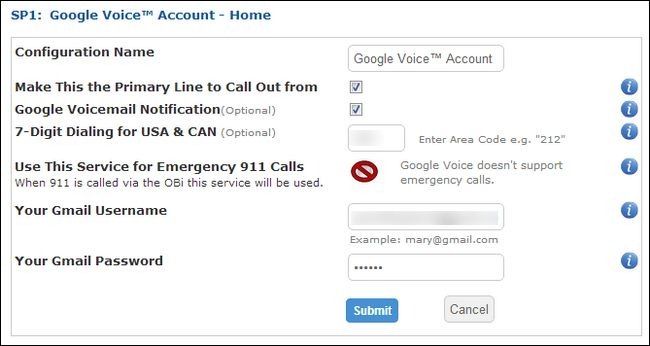 SP1: Google Voice™ Account - Home
Configuration Name
Google Voice™ Account
Make This the Primary Line to Call Out from
Google Voicemail Notification(Optional)
7-Digit Dialing for USA & CAN (Optional)
Enter Area Code e.g. "212"
Use This Service for Emergency 911 Calls
When 911 is called via the OBi this service will be used.
Google Voice doesn't support
emergency calls.
Your Gmail Username
Example: mary@gmail.com
Your Gmail Password
••••••
Submit
Cancel